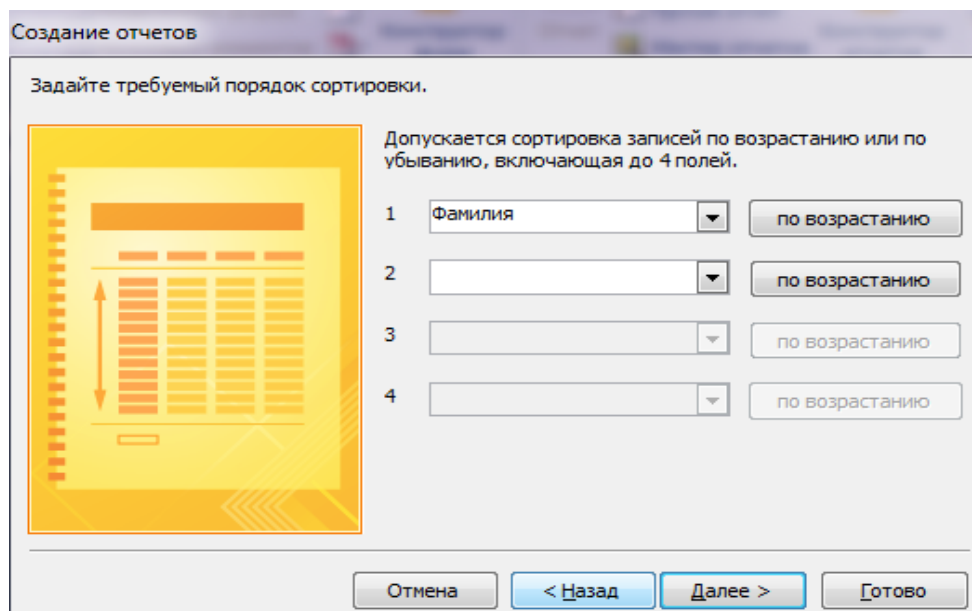 Создание отчетов
Задайте требуемый порядок сортировки.
Допускается сортировка записей по возрастанию или по
убыванию, включающая до 4 полей.
1 Фамилия по возрастанию
2 по возрастанию
3 по возрастанию
4 по возрастанию
Отмена < Назад Далее > Готово